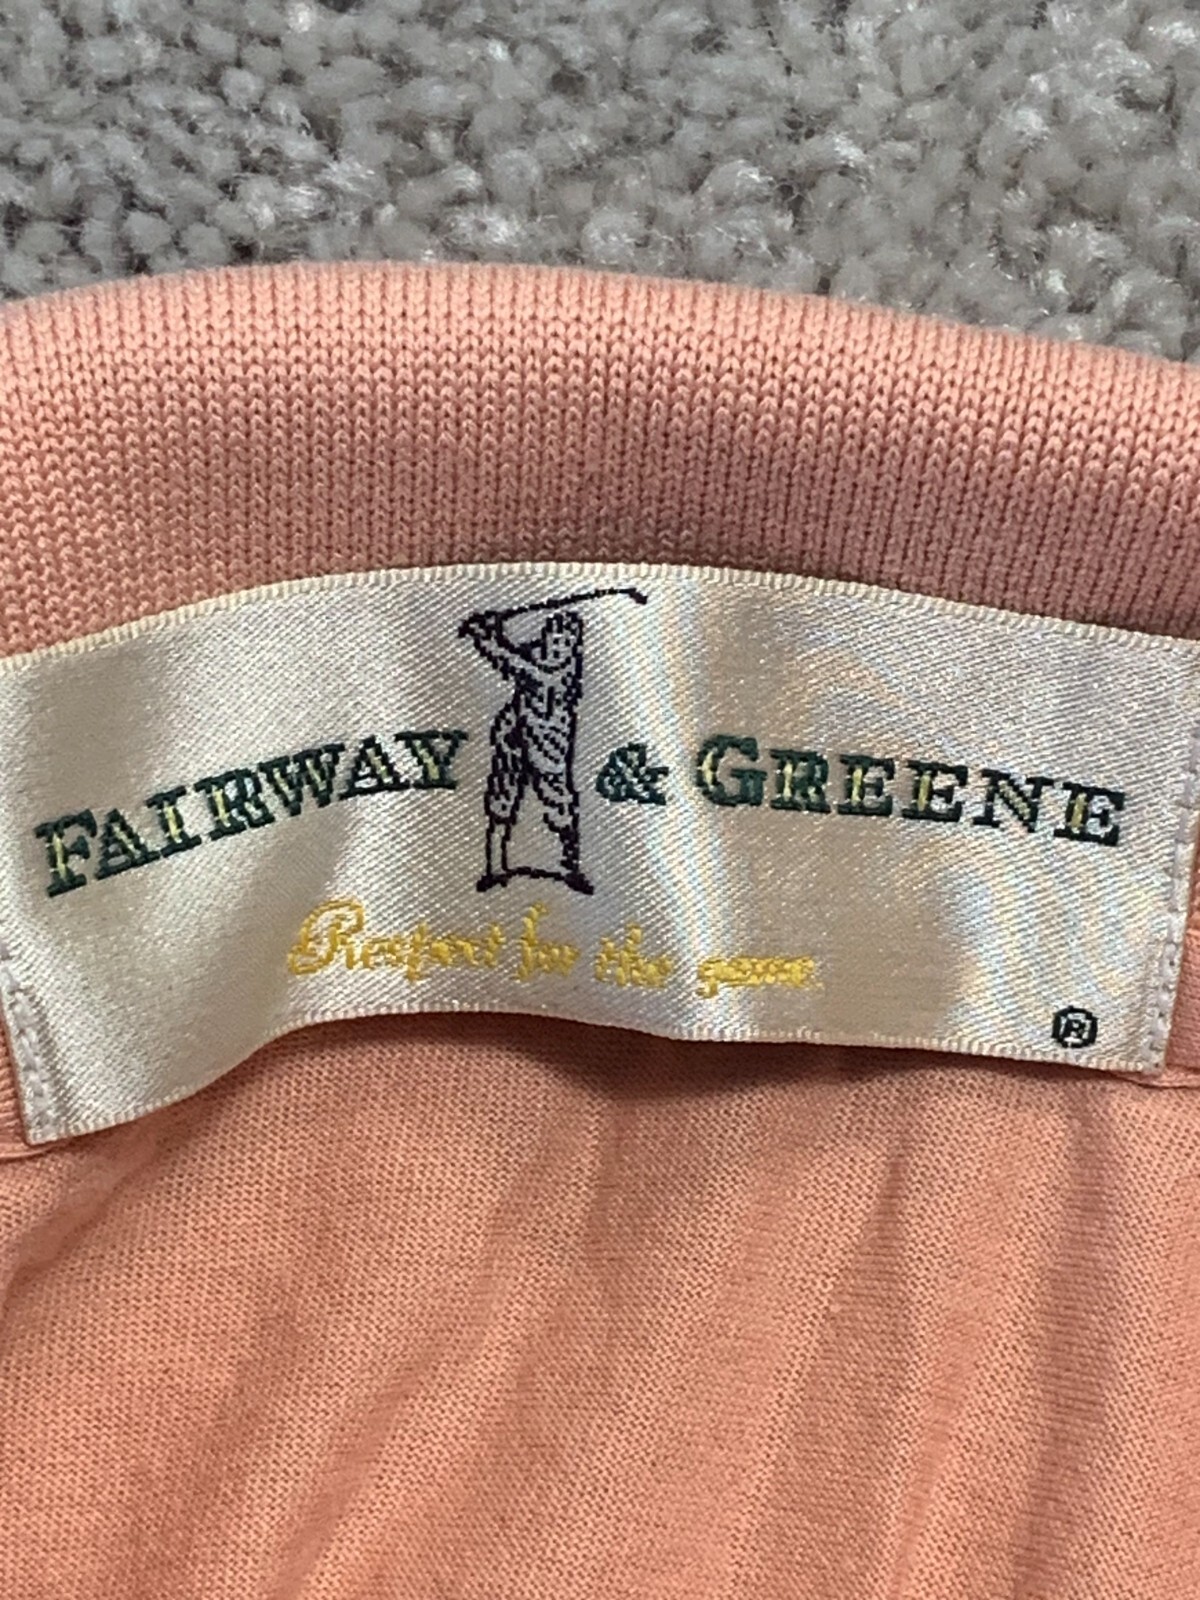 FAIRWAY & GREENE
Respect for the game.
®